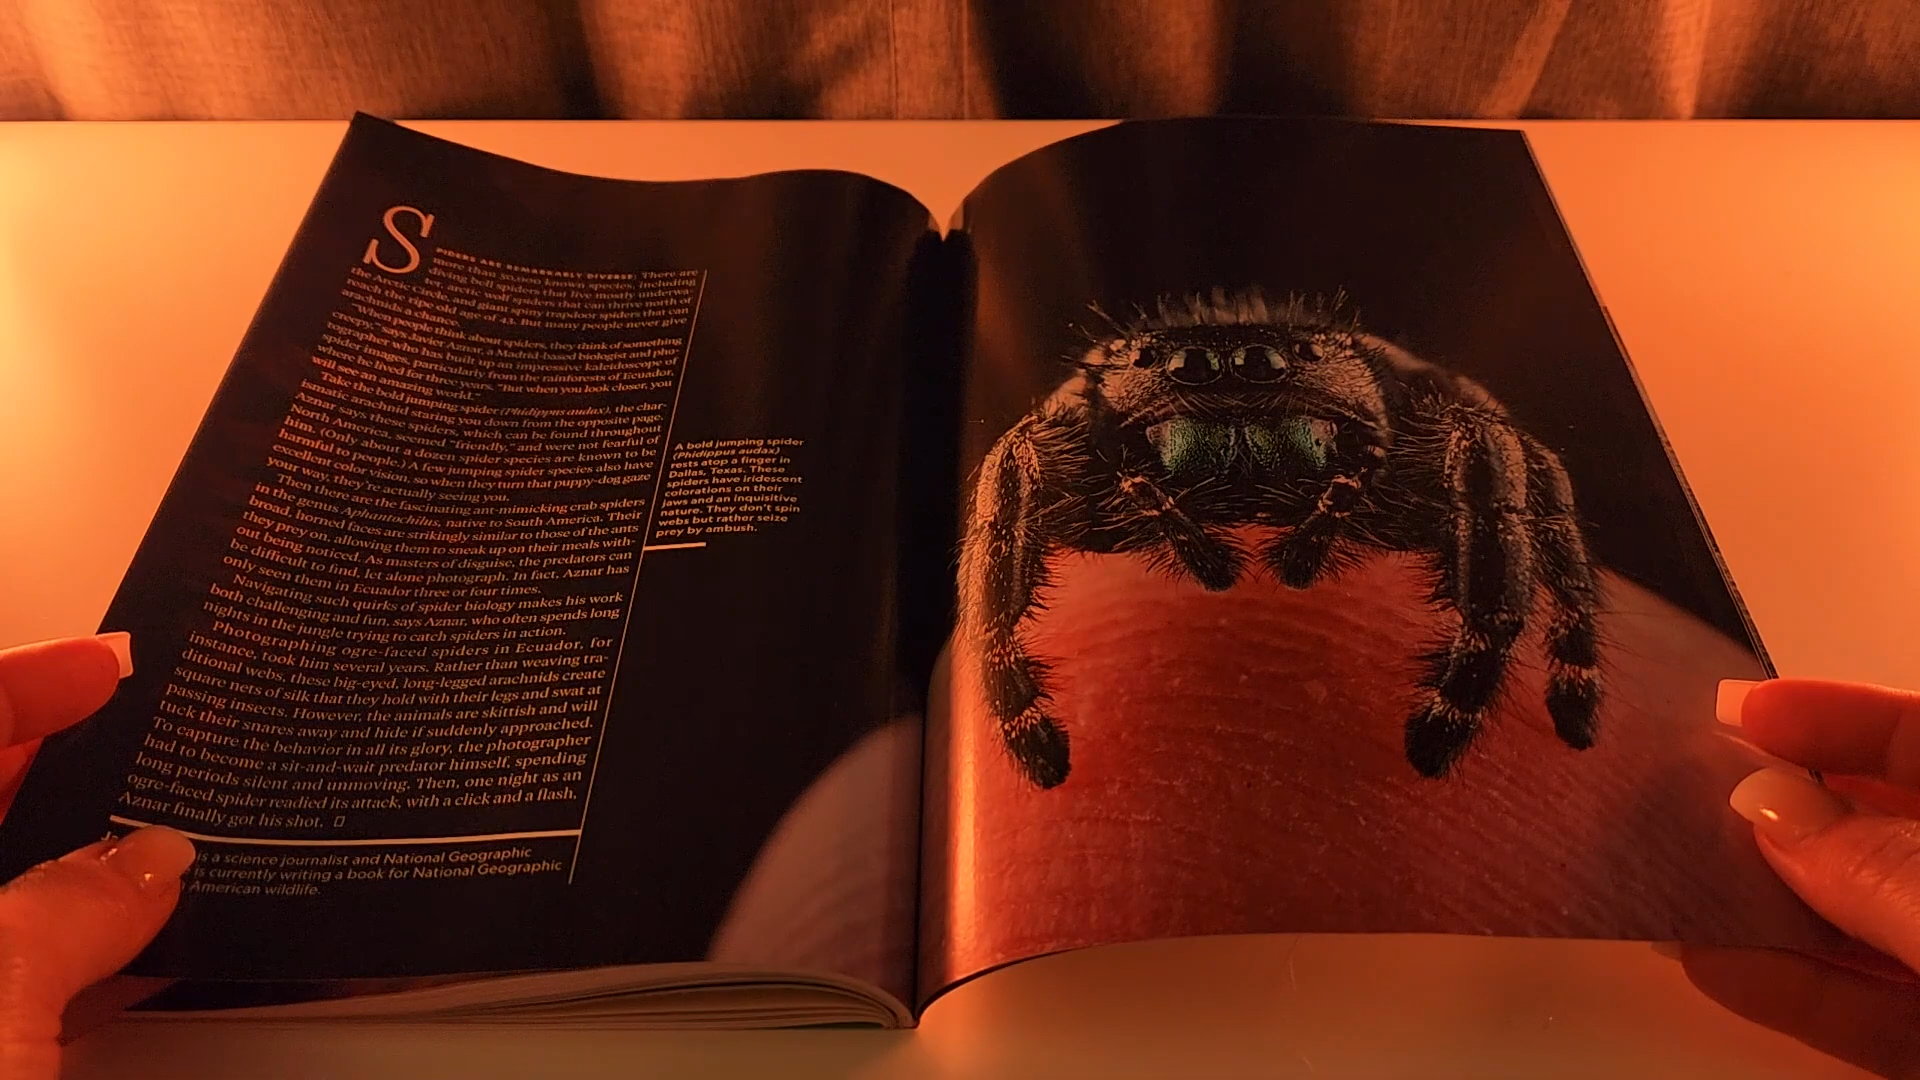 SPIDERS ARE REMARKABLY DIVERSE: There are
more than 50,000 known species, including
diving bell spiders that live mostly underwa-
ter, arctic wolf spiders that can thrive north of
the Arctic Circle, and giant spiny trapdoor spiders that can
reach the ripe old age of 43. But many people never give
arachnids a chance.
"When people think about spiders, they think of something
creepy," says Javier Aznar, a Madrid-based biologist and pho-
tographer who has built up an impressive kaleidoscope of
spider images, particularly from the rainforests of Ecuador,
where he lived for three years. "But when you look closer, you
will see an amazing world."
Take the bold jumping spider (Phidippus audax), the char-
ismatic arachnid staring you down from the opposite page.
Aznar says these spiders, which can be found throughout
North America, seemed "friendly," and were not fearful of
him. (Only about a dozen spider species are known to be
harmful to people.) A few jumping spider species also have
excellent color vision, so when they turn that puppy-dog gaze
your way, they're actually seeing you.
Then there are the fascinating ant-mimicking crab spiders
in the genus Aphantochilus, native to South America. Their
broad, horned faces are strikingly similar to those of the ants
they prey on, allowing them to sneak up on their meals with-
out being noticed. As masters of disguise, the predators can
be difficult to find, let alone photograph. In fact, Aznar has
only seen them in Ecuador three or four times.
Navigating such quirks of spider biology makes his work
both challenging and fun, says Aznar, who often spends long
nights in the jungle trying to catch spiders in action.
Photographing ogre-faced spiders in Ecuador, for
instance, took him several years. Rather than weaving tra-
ditional webs, these big-eyed, long-legged arachnids create
square nets of silk that they hold with their legs and swat at
passing insects. However, the animals are skittish and will
tuck their snares away and hide if suddenly approached.
To capture the behavior in all its glory, the photographer
had to become a sit-and-wait predator himself, spending
long periods silent and unmoving. Then, one night as an
ogre-faced spider readied its attack, with a click and a flash,
Aznar finally got his shot.
is a science journalist and National Geographic
is currently writing a book for National Geographic
American wildlife.
A bold jumping spider
(Phidippus audax)
rests atop a finger in
Dallas, Texas. These
spiders have iridescent
colorations on their
jaws and an inquisitive
nature. They don't spin
webs but rather seize
prey by ambush.